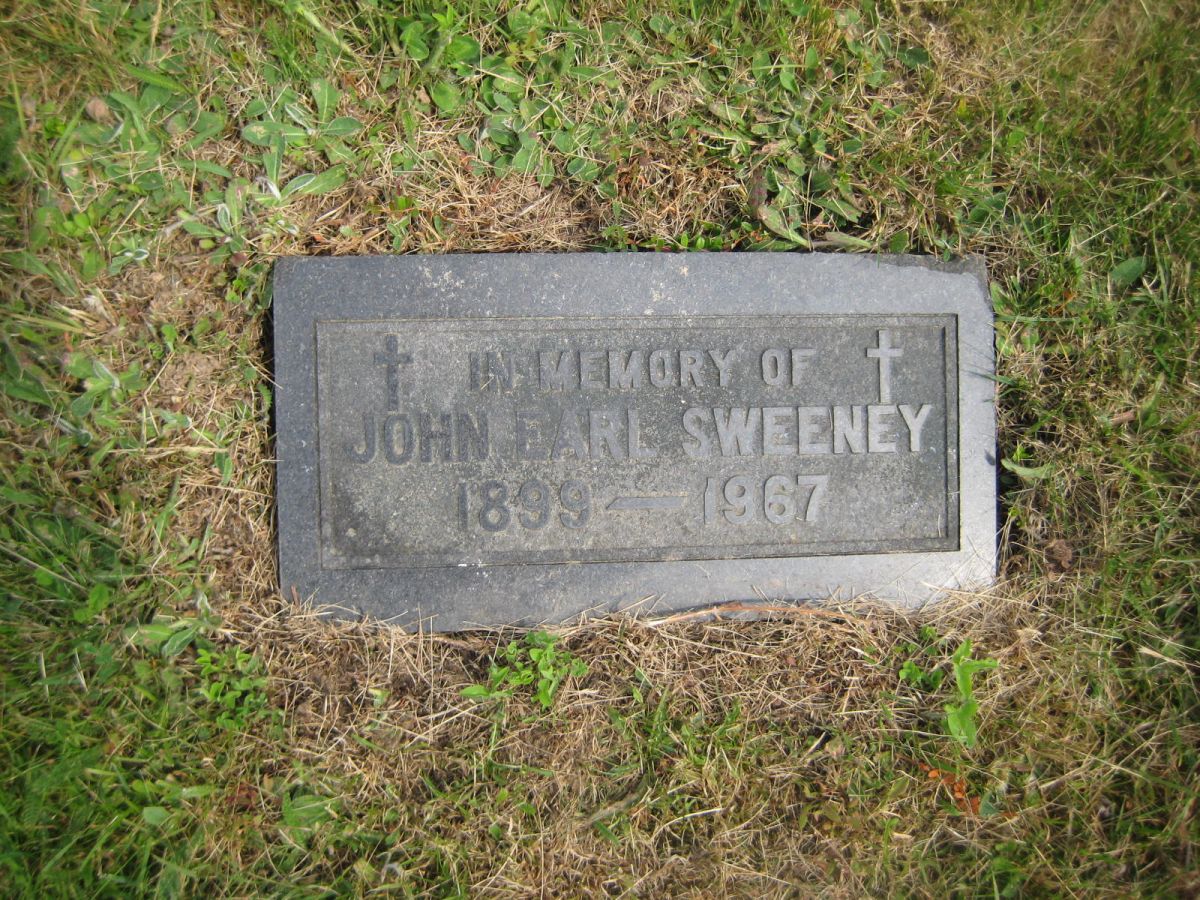 IN MEMORY OF
JOHN EARL SWEENEY
1899 — 1967